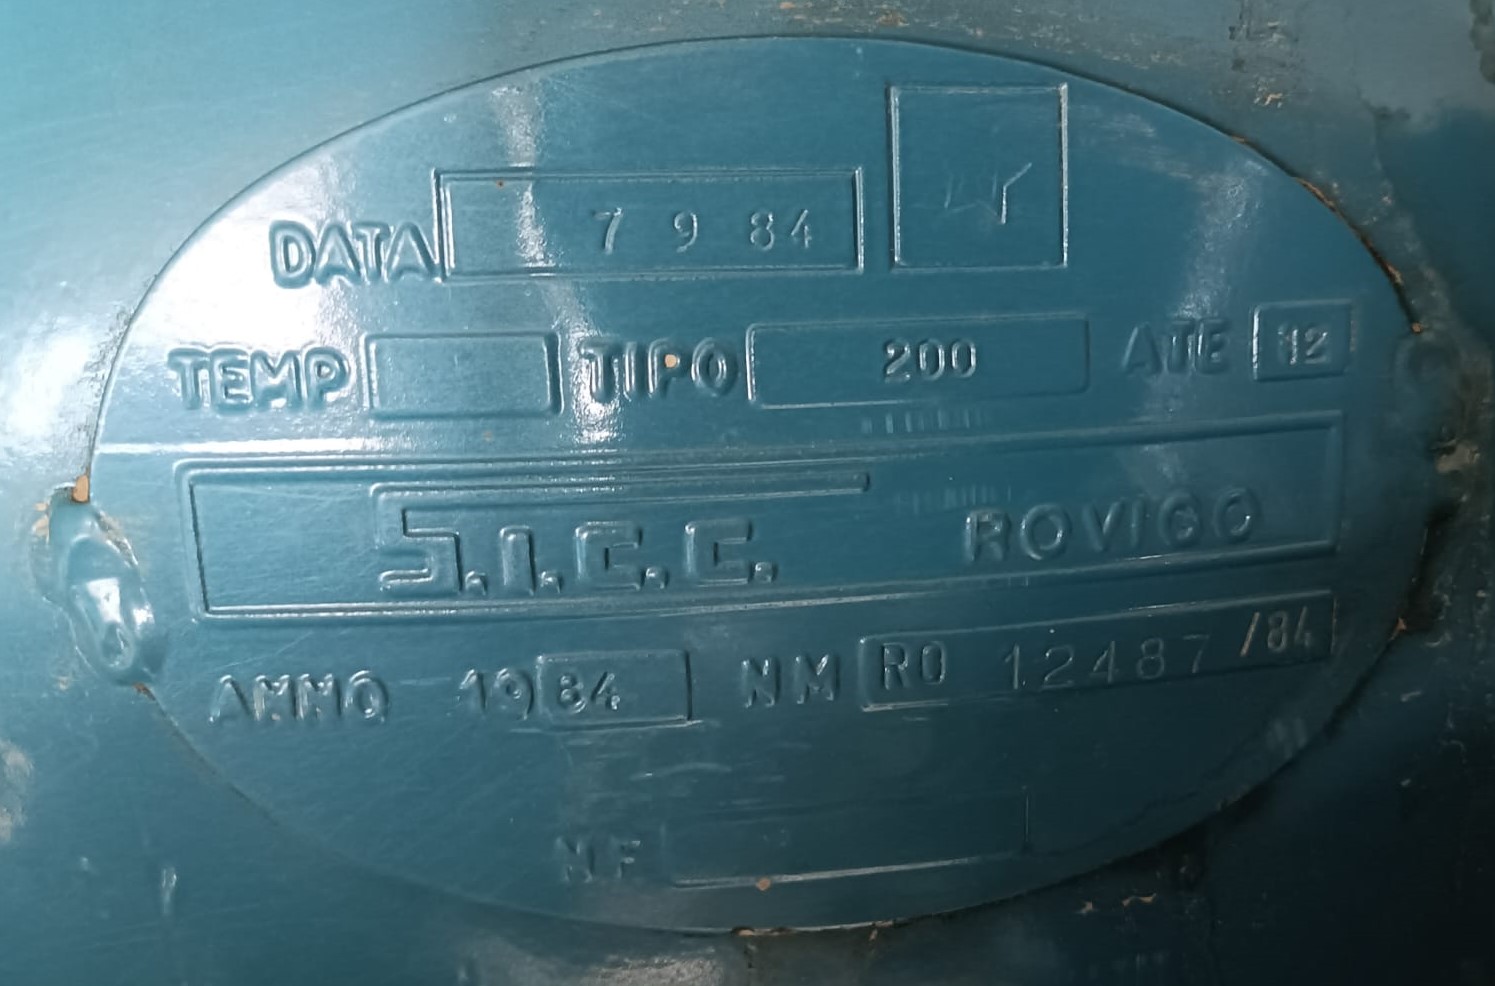 DATA 7 9 84
TEMP TIPO 200 ATE 12
S.I.C.C. ROVIGO
ANNO 1984 NM RO 12487/84
NF